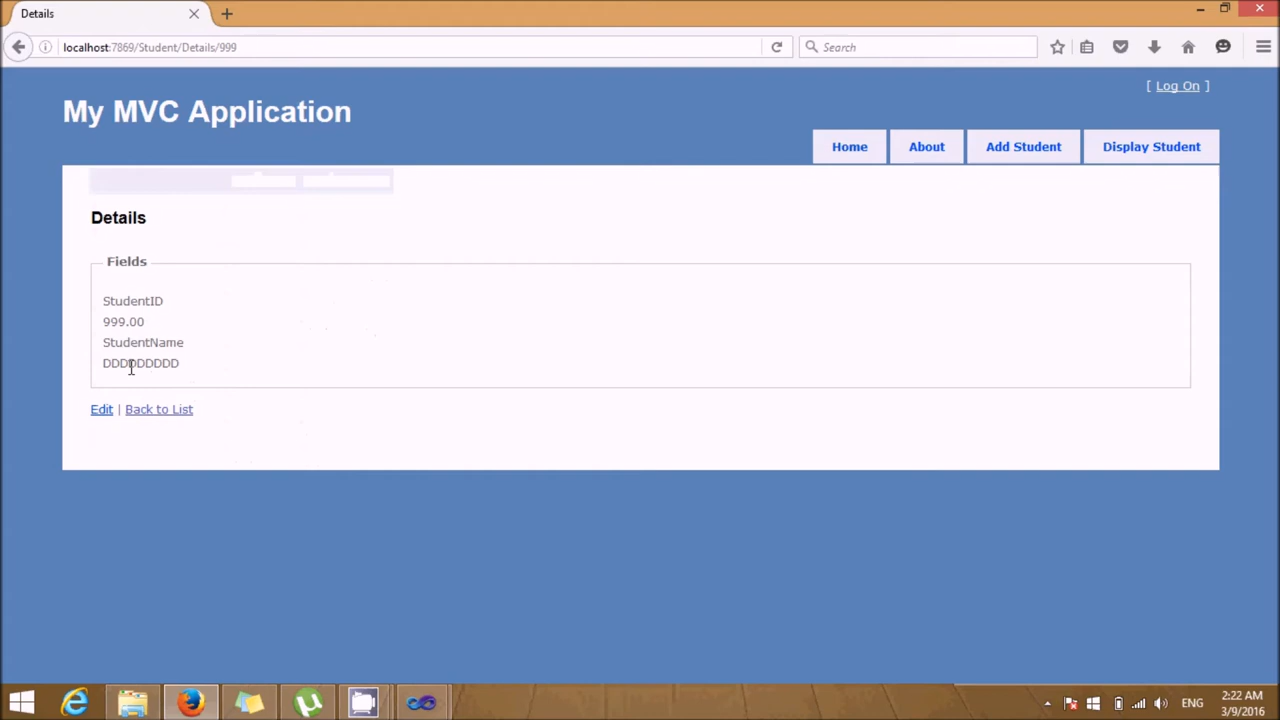 Details
localhost:7869/Student/Details/999
Search
[ Log On ]
My MVC Application
Home
About
Add Student
Display Student
Details
Fields
StudentID
999.00
StudentName
DDDDDDDDD
Edit | Back to List
ENG
2:22 AM
3/9/2016